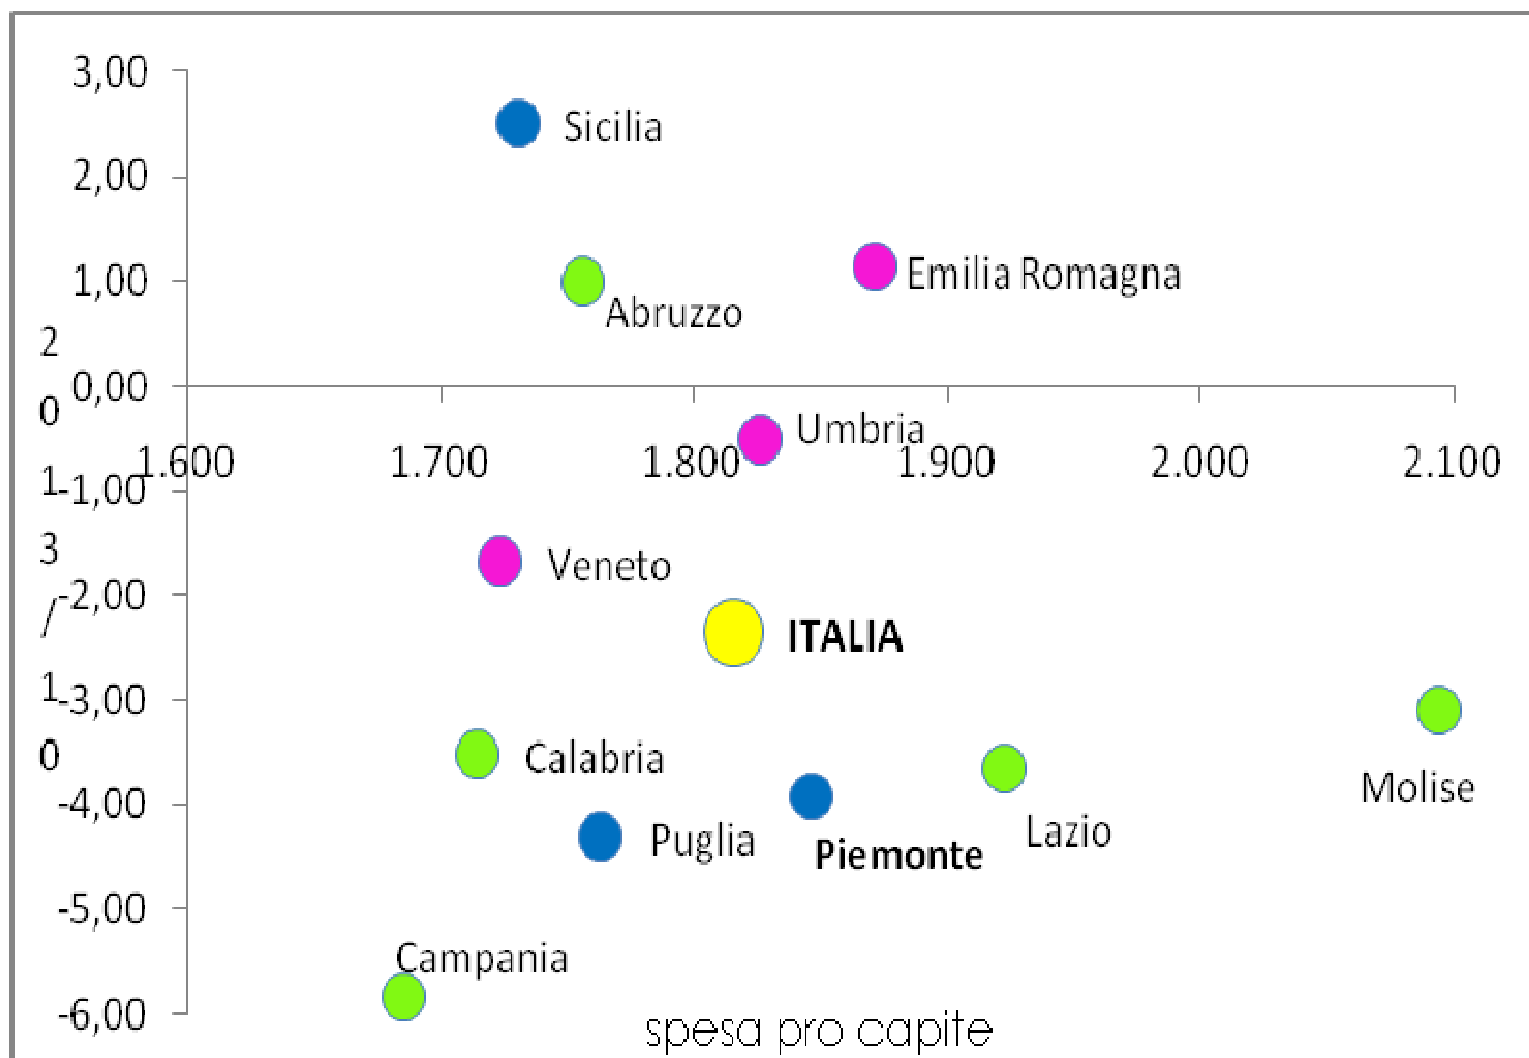 3,00
Sicilia
2,00
Emilia Romagna
1,00
Abruzzo
2
0,00
0
Umbria
1.600 1.700 1.800 1.900 2.000 2.100
1
-1,00
3
Veneto
-2,00
/
ITALIA
1
-3,00
0
Calabria
Molise
-4,00
Lazio
Puglia
Piemonte
-5,00
Campania
-6,00
spesa pro capite